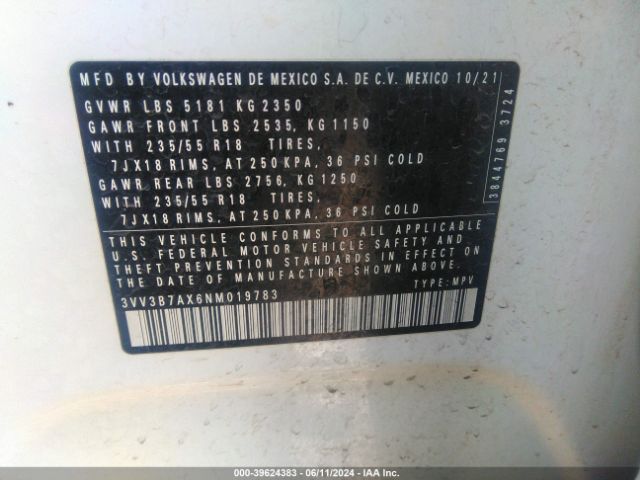 MFD BY VOLKSWAGEN DE MEXICO S.A. DE C.V. MEXICO 10/21
GVWR LBS 5181 KG 2350
GAWR FRONT LBS 2535, KG 1150
WITH 235/55 R18 TIRES,
7JX18 RIMS, AT 250 KPA, 36 PSI COLD
GAWR REAR LBS 2756, KG 1250
WITH 235/55 R18 TIRES,
7JX18 RIMS, AT 250 KPA, 36 PSI COLD
3844769 3724
THIS VEHICLE CONFORMS TO ALL APPLICABLE
U.S. FEDERAL MOTOR VEHICLE SAFETY AND
THEFT PREVENTION STANDARDS IN EFFECT ON
THE DATE OF MANUFACTURE SHOWN ABOVE.
3VV3B7AX6NM019783 TYPE: MPV
000-39624383 - 06/11/2024 - IAA Inc.